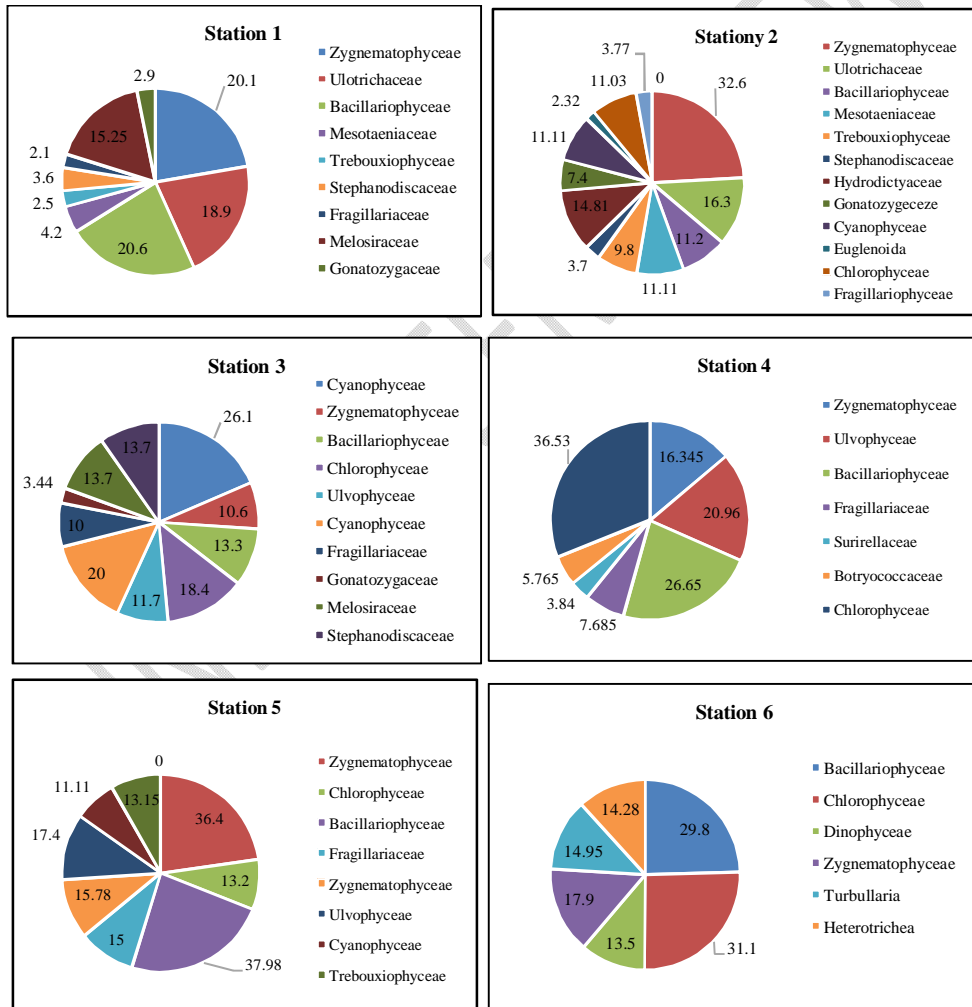 Station 1
2.9
20.1
15.25
2.1
3.6
2.5
4.2
20.6
18.9
Zygnematophyceae
Ulotrichaceae
Bacillariophyceae
Mesotaeniaceae
Trebouxiophyceae
Stephanodiscaceae
Fragillariaceae
Melosiraceae
Gonatozygaceae
Stationy 2
3.77
0
11.03
32.6
2.32
11.11
7.4
14.81
16.3
3.7
9.8
11.2
11.11
Zygnematophyceae
Ulotrichaceae
Bacillariophyceae
Mesotaeniaceae
Trebouxiophyceae
Stephanodiscaceae
Hydrodictyaceae
Gonatozygeceze
Cyanophyceae
Euglenoida
Chlorophyceae
Fragillariophyceae
Station 3
26.1
13.7
13.7
3.44
10
10.6
13.3
20
18.4
11.7
Cyanophyceae
Zygnematophyceae
Bacillariophyceae
Chlorophyceae
Ulvophyceae
Cyanophyceae
Fragillariaceae
Gonatozygaceae
Melosiraceae
Stephanodiscaceae
Station 4
36.53
16.345
20.96
5.765
26.65
3.84
7.685
Zygnematophyceae
Ulvophyceae
Bacillariophyceae
Fragillariaceae
Surirellaceae
Botryococcaceae
Chlorophyceae
Station 5
0
11.11
13.15
36.4
17.4
13.2
15.78
15
37.98
Zygnematophyceae
Chlorophyceae
Bacillariophyceae
Fragillariaceae
Zygnematophyceae
Ulvophyceae
Cyanophyceae
Trebouxiophyceae
Station 6
14.28
29.8
14.95
17.9
13.5
31.1
Bacillariophyceae
Chlorophyceae
Dinophyceae
Zygnematophyceae
Turbullaria
Heterotrichea